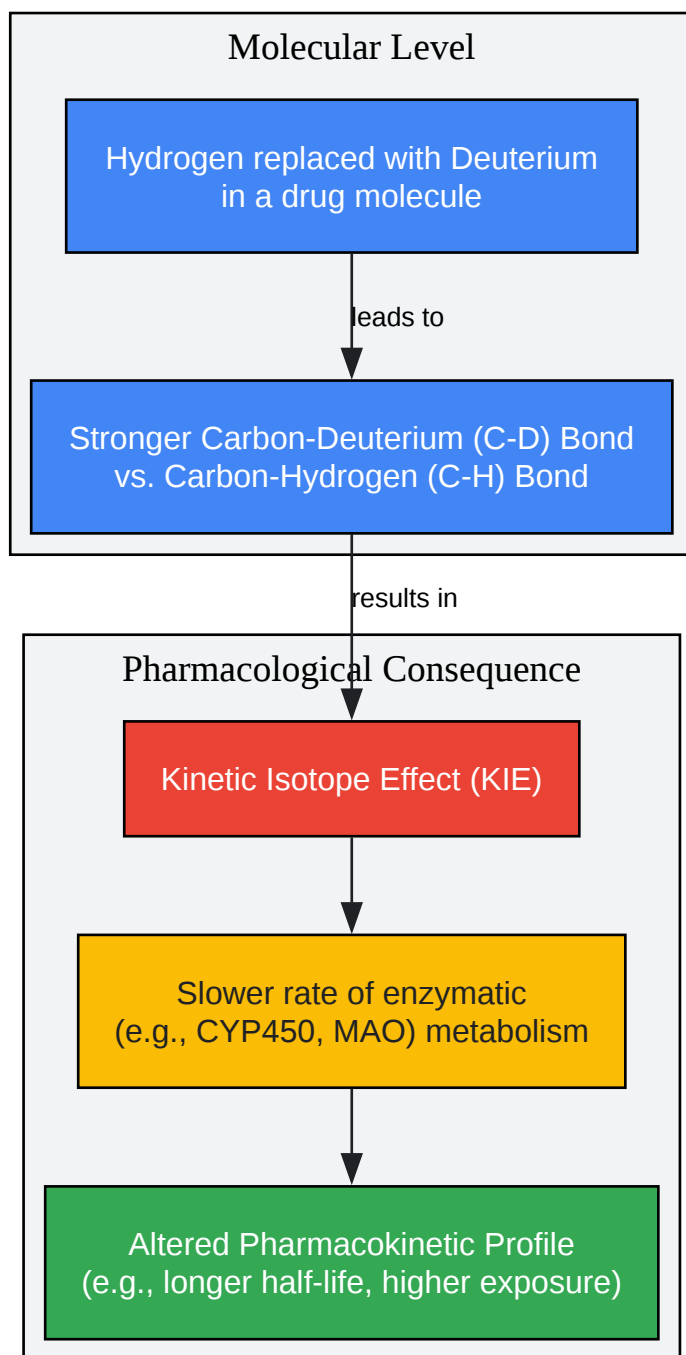 Molecular Level
Hydrogen replaced with Deuterium
in a drug molecule
leads to
Stronger Carbon-Deuterium (C-D) Bond
vs. Carbon-Hydrogen (C-H) Bond
results in
Pharmacological Consequence
Kinetic Isotope Effect (KIE)
Slower rate of enzymatic
(e.g., CYP450, MAO) metabolism
Altered Pharmacokinetic Profile
(e.g., longer half-life, higher exposure)